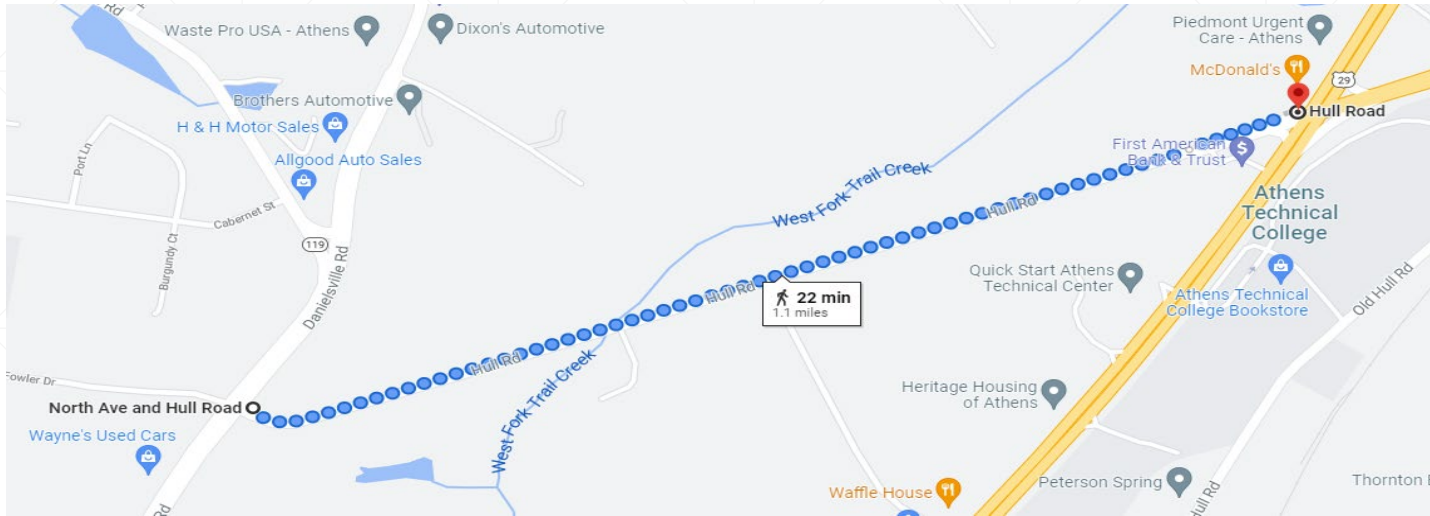 Waste Pro USA - Athens
Dixon's Automotive
Piedmont Urgent
Care - Athens
McDonald's
29
Hull Road
Brothers Automotive
H & H Motor Sales
Allgood Auto Sales
First American
Bank & Trust
Port Ln
Cabernet St
Burgundy Ct
119
Danielsville Rd
West Fork Trail Creek
Hull Rd
Athens
Technical
College
Quick Start Athens
Technical Center
Athens Technical
College Bookstore
Old Hull Rd
Hull Rd
22 min
1.1 miles
Hull Rd
West Fork Trail Creek
Fowler Dr
North Ave and Hull Road
Wayne's Used Cars
Heritage Housing
of Athens
Waffle House
Peterson Spring
Hull Rd
Thornton
Rd
Rd